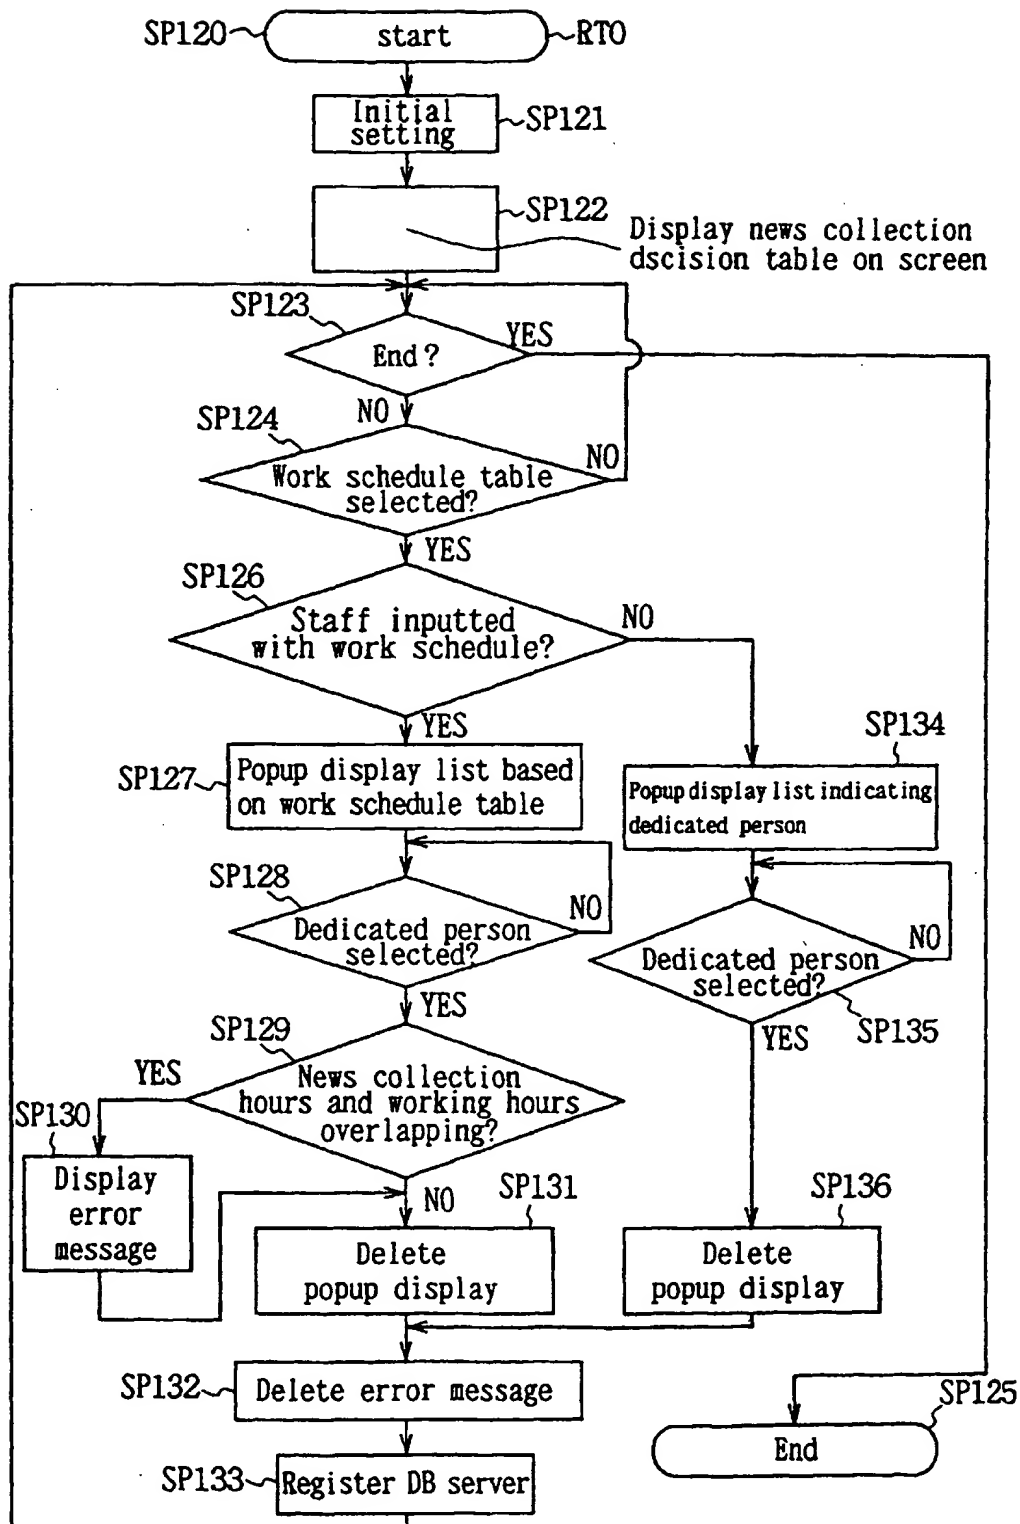 SP120
start
RTO
Initial
setting
SP121
SP122
Display news collection
dscision table on screen
SP123
End?
YES
NO
SP124
Work schedule table
selected?
NO
YES
SP126
Staff inputted
with work schedule?
NO
YES
SP127
Popup display list based
on work schedule table
SP134
Popup display list indicating
dedicated person
SP128
Dedicated person
selected?
NO
YES
Dedicated person
selected?
NO
SP135
YES
SP129
News collection
hours and working hours
overlapping?
YES
NO
SP130
Display
error
message
SP131
Delete
popup display
SP136
Delete
popup display
SP132
Delete error message
SP125
End
SP133
Register DB server